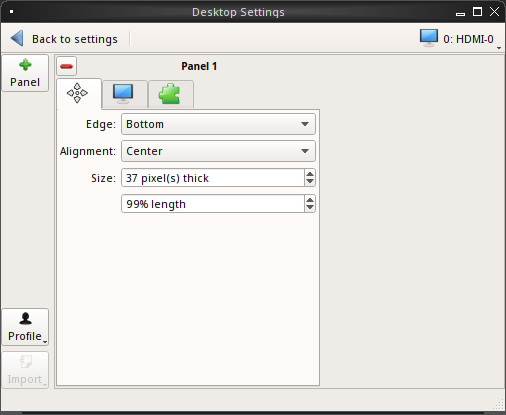 Desktop Settings
Back to settings
0: HDMI-0
Panel
Panel 1
Edge: Bottom
Alignment: Center
Size: 37 pixel(s) thick
99% length
Profile
Import